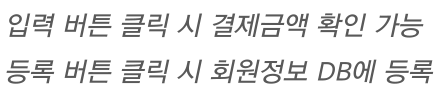 입력 버튼 클릭 시 결제금액 확인 가능
등록 버튼 클릭 시 회원정보 DB에 등록